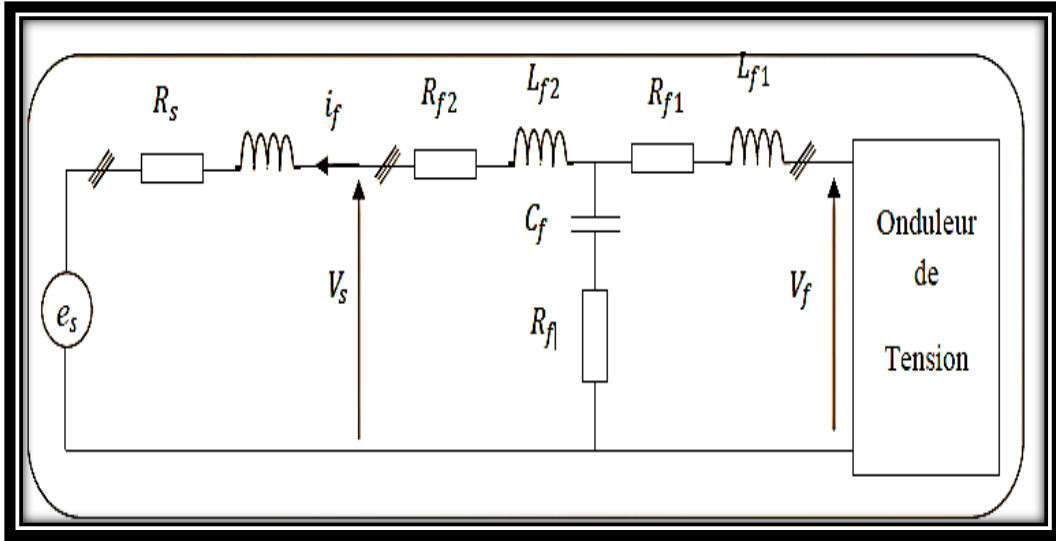 R_s
i_f
R_f2
L_f2
R_f1
L_f1
C_f
R_f|
e_s
V_s
V_f
Onduleur
de
Tension